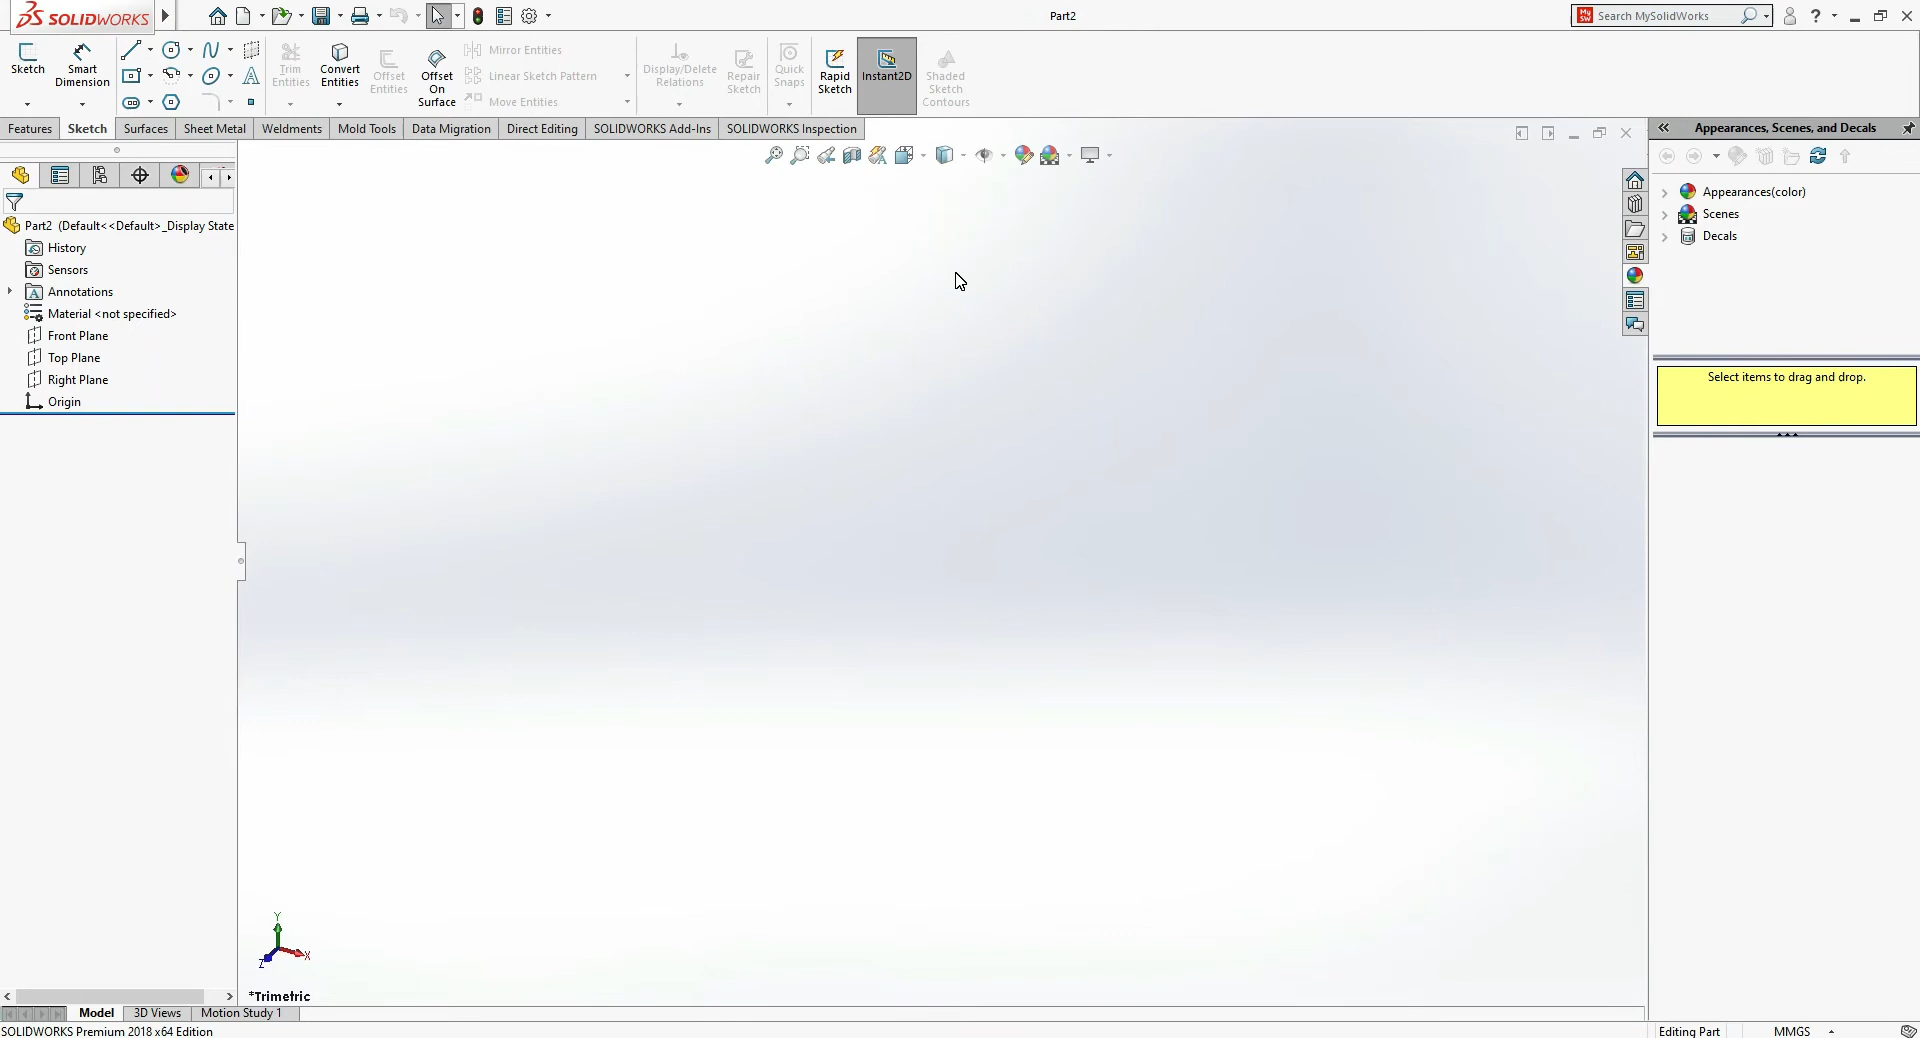 SOLIDWORKS
Part2
Search MySolidWorks
Sketch
Smart Dimension
Trim Entities
Convert Entities
Offset Entities
Offset On Surface
Mirror Entities
Linear Sketch Pattern
Move Entities
Display/Delete Relations
Repair Sketch
Quick Snaps
Rapid Sketch
Instant2D
Shaded Sketch Contours
Features
Sketch
Surfaces
Sheet Metal
Weldments
Mold Tools
Data Migration
Direct Editing
SOLIDWORKS Add-Ins
SOLIDWORKS Inspection
Appearances, Scenes, and Decals
Part2 (Default<<Default>_Display State
History
Sensors
Annotations
Material <not specified>
Front Plane
Top Plane
Right Plane
Origin
Appearances(color)
Scenes
Decals
Select items to drag and drop.
Y
X
Z
*Trimetric
Model
3D Views
Motion Study 1
SOLIDWORKS Premium 2018 x64 Edition
Editing Part
MMGS